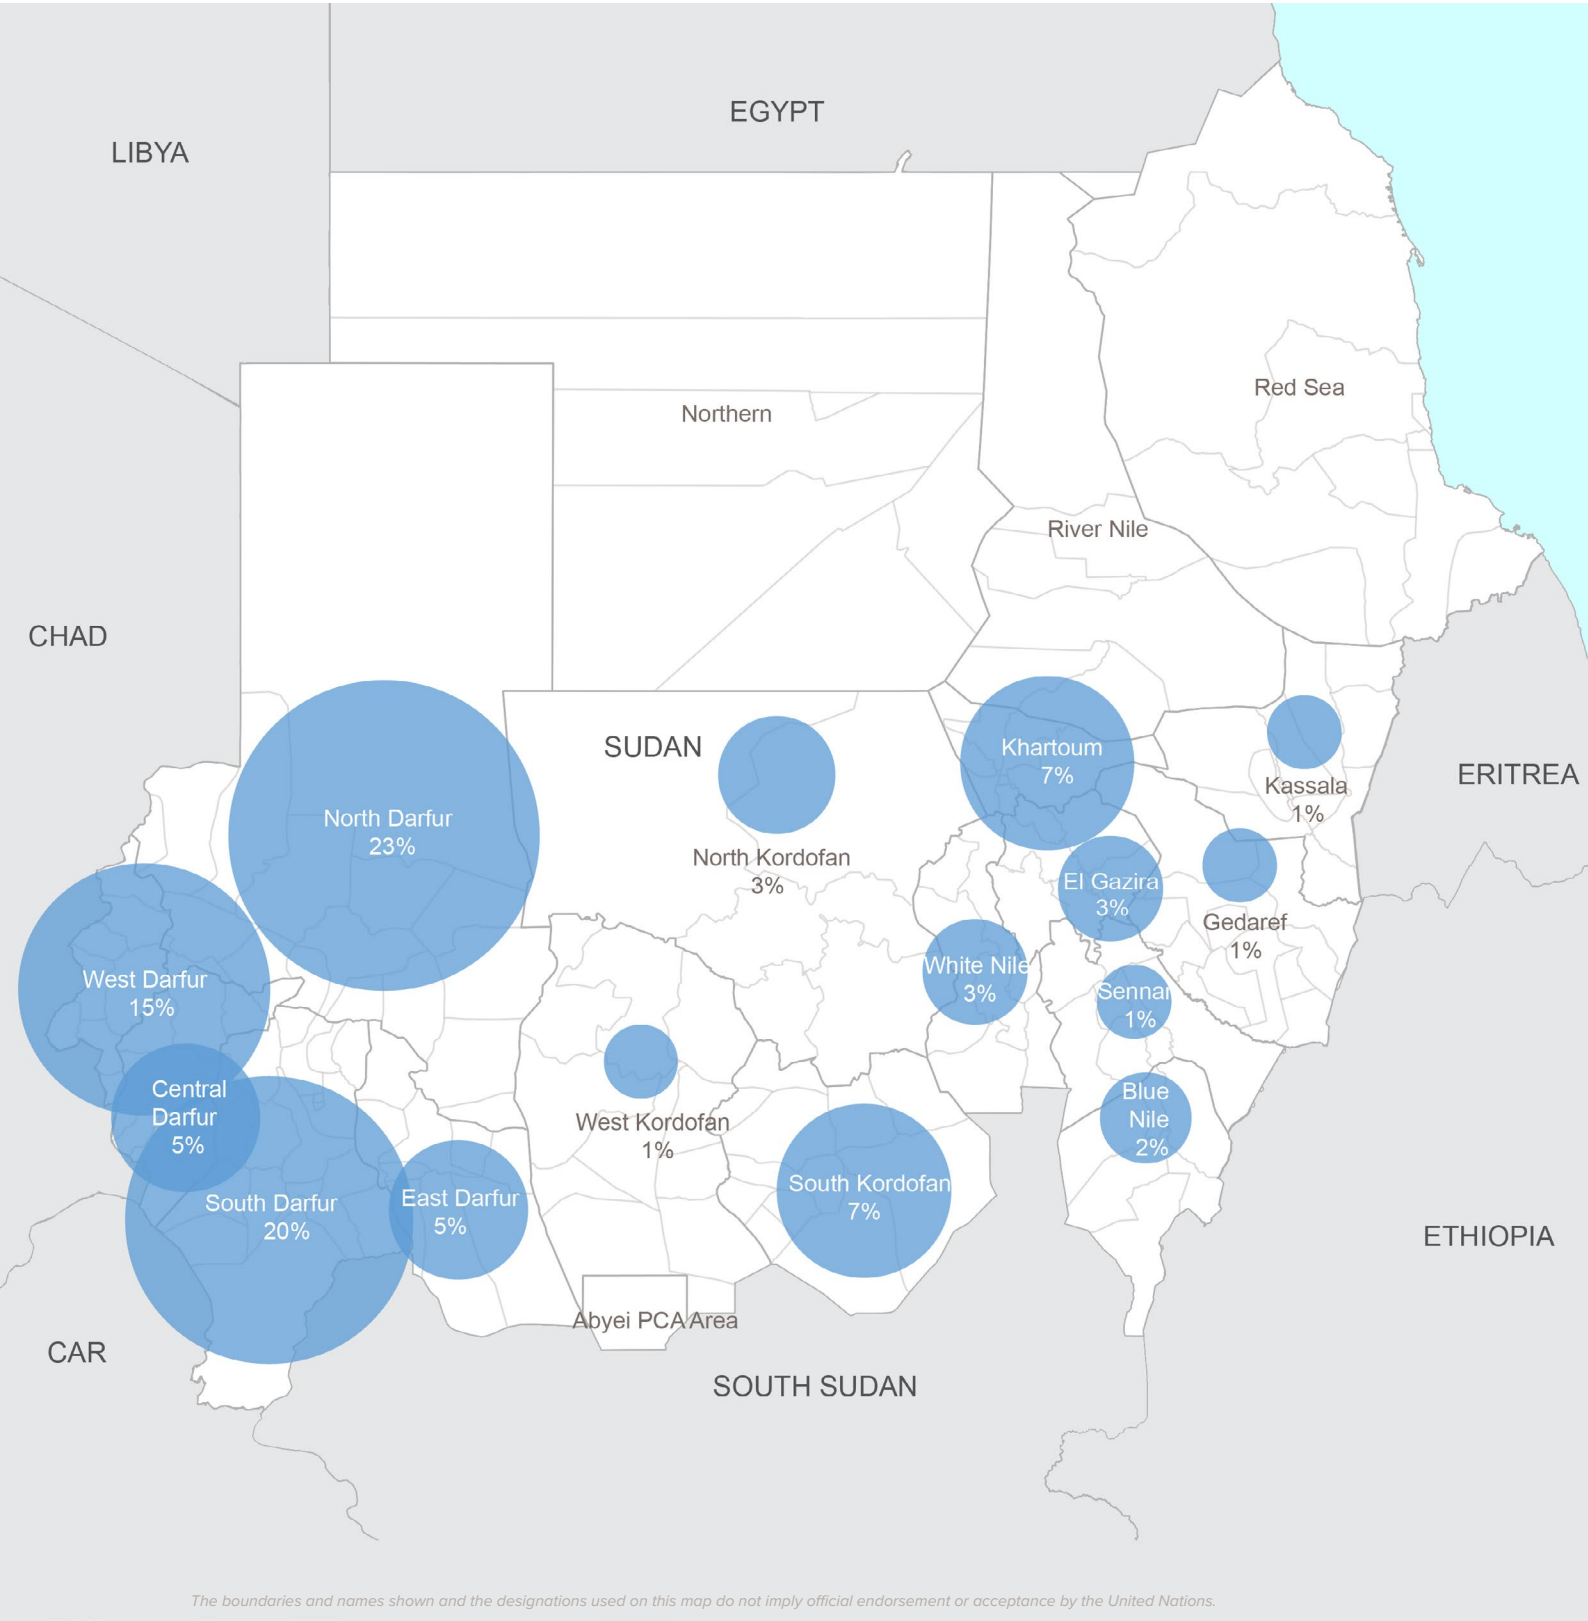 EGYPT
LIBYA
Red Sea
Northern
River Nile
CHAD
SUDAN
Khartoum
7%
ERITREA
Kassala
1%
North Darfur
23%
North Kordofan
3%
El Gazira
3%
Gedaref
1%
West Darfur
15%
White Nile
3%
Sennar
1%
Central
Darfur
5%
Blue
Nile
2%
West Kordofan
1%
South Darfur
20%
East Darfur
5%
South Kordofan
7%
ETHIOPIA
Abyei PCA Area
CAR
SOUTH SUDAN
The boundaries and names shown and the designations used on this map do not imply official endorsement or acceptance by the United Nations.